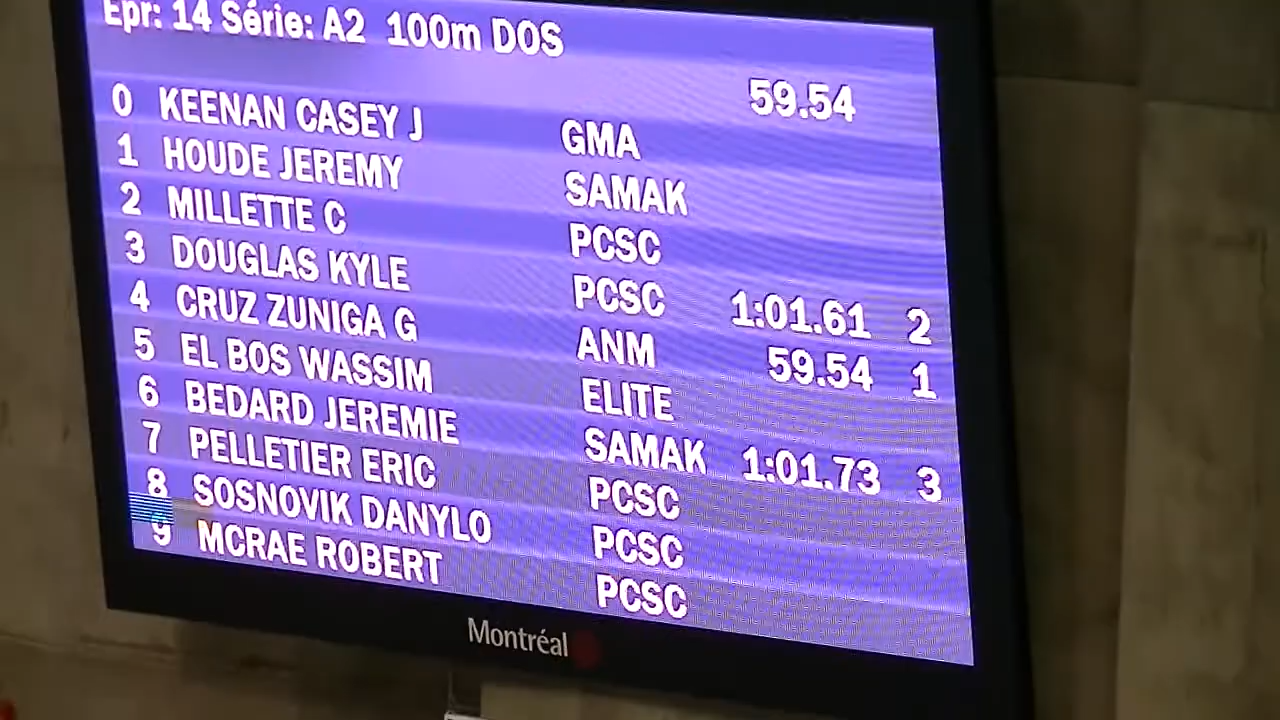 Epr: 14 Série: A2 100m DOS
59.54
0 KEENAN CASEY J GMA
1 HOUDE JEREMY SAMAK
2 MILLETTE C PCSC
3 DOUGLAS KYLE PCSC 1:01.61 2
4 CRUZ ZUNIGA G ANM 59.54 1
5 EL BOS WASSIM ELITE
6 BEDARD JEREMIE SAMAK 1:01.73 3
7 PELLETIER ERIC PCSC
8 SOSNOVIK DANYLO PCSC
9 MCRAE ROBERT PCSC
Montréal